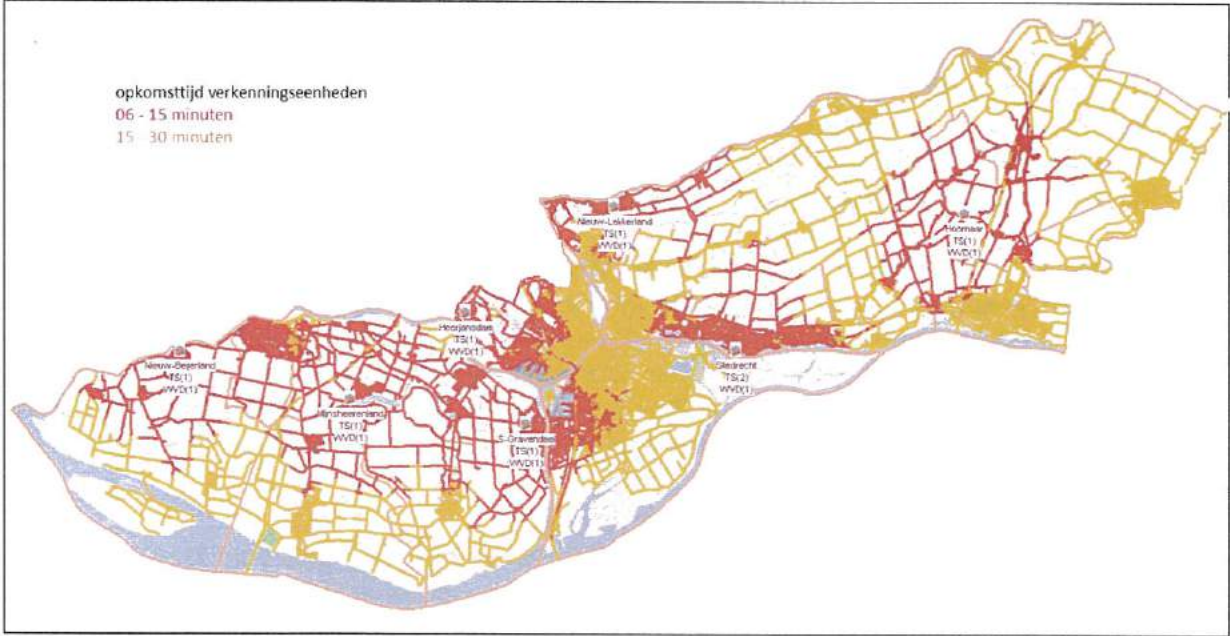 opkomsttijd verkenningseenheden
06 - 15 minuten
15 - 30 minuten
Nieuw-Lekkerland
TS(1)
WVD(1)
Hoornaar
TS(1)
WVD(1)
Heerjansdam
TS(1)
WVD(1)
Nieuw-Beijerland
TS(1)
WVD(1)
Sliedrecht
TS(2)
WVD(1)
Mijnsheerenland
TS(1)
WVD(1)
S-Gravendeel
TS(1)
WVD(1)